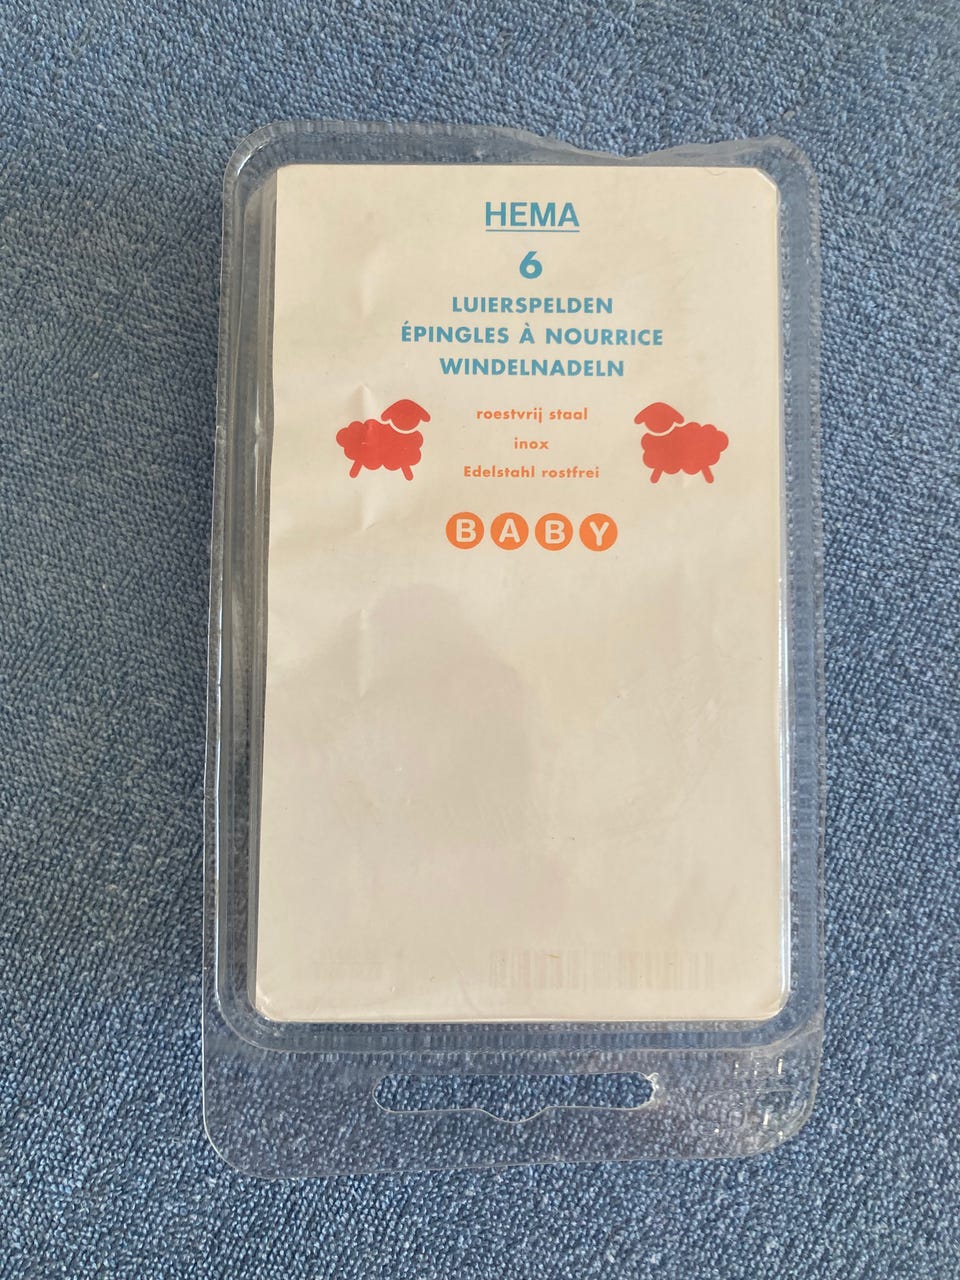 HEMA
6
LUIERSPELDEN
ÉPINGLES À NOURRICE
WINDELNADELN
roestvrij staal
inox
Edelstahl rostfrei
BABY